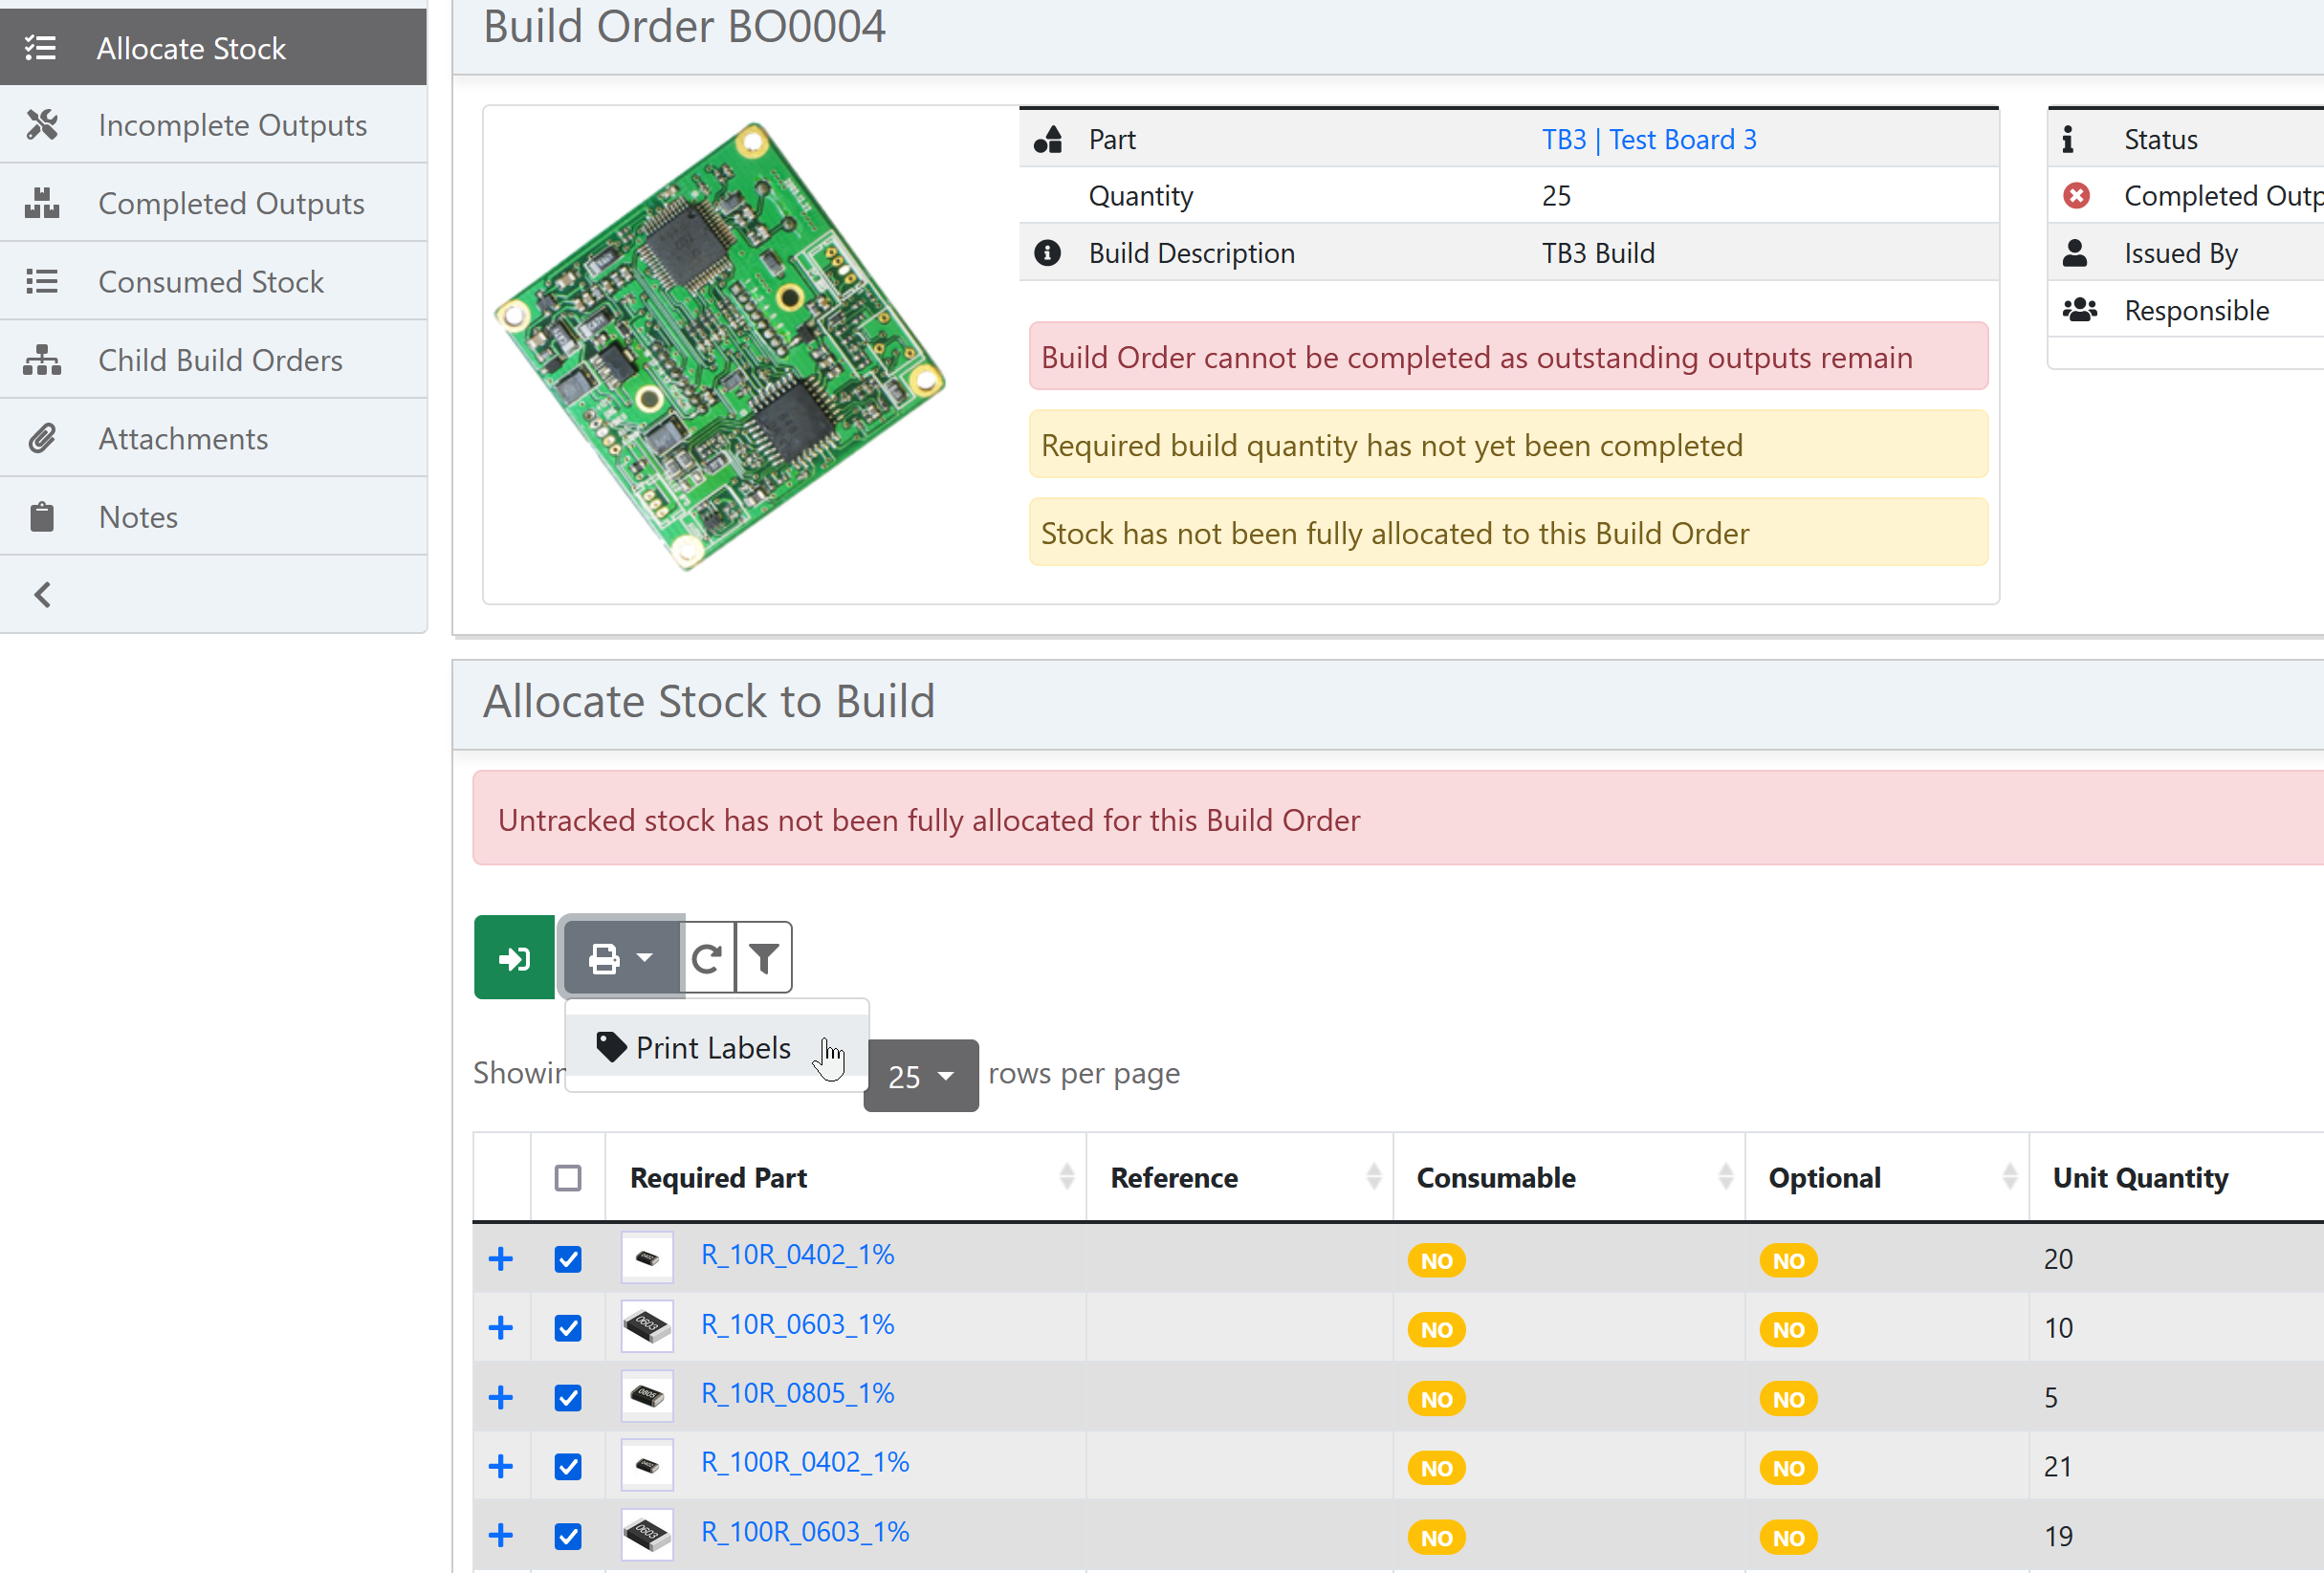 Allocate Stock
Incomplete Outputs
Completed Outputs
Consumed Stock
Child Build Orders
Attachments
Notes
Build Order BO0004
Part TB3 | Test Board 3
Quantity 25
Build Description TB3 Build
Build Order cannot be completed as outstanding outputs remain
Required build quantity has not yet been completed
Stock has not been fully allocated to this Build Order
Status
Completed Outp
Issued By
Responsible
Allocate Stock to Build
Untracked stock has not been fully allocated for this Build Order
Print Labels
Showin 25 rows per page
Required Part Reference Consumable Optional Unit Quantity
R_10R_0402_1% NO NO 20
0603 R_10R_0603_1% NO NO 10
0805 R_10R_0805_1% NO NO 5
R_100R_0402_1% NO NO 21
0603 R_100R_0603_1% NO NO 19